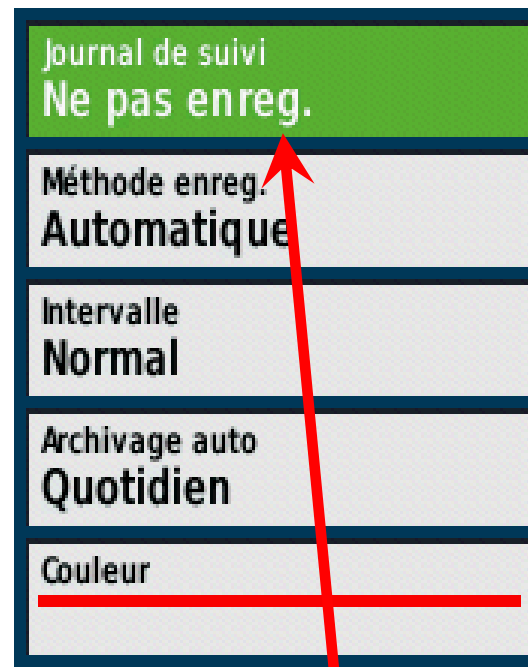 Journal de suivi
Ne pas enreg.
Méthode enreg.
Automatique
Intervalle
Normal
Archivage auto
Quotidien
Couleur